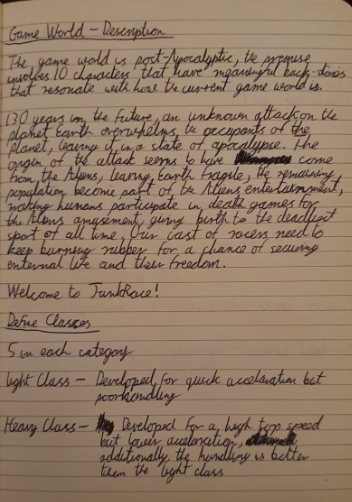 Game World - Description
The game world is post-Apocalyptic, the premise
involves 10 characters that have meaningful back-stories
that resonate with how the current game world is.
130 years in the future, an unknown attack on the
planet Earth overwhelms the occupants of the
planet, leaving it in a state of apocalypse. The
origin of the attack seems to have come
from the Aliens, leaving Earth fragile, the remaining
population become part of the Aliens entertainment,
making humans participate in death games for
the Aliens amusement, giving birth to the deadliest
sport of all time, our cast of racers need to
keep burning rubber for a chance of securing
enternal life and their freedom.
Welcome to JunkRace!
Define Classes
5 in each category
Light Class - Developed for quick acceleration but
poor handling
Heavy Class - Developed for a high top speed
but lower acceleration,
additionally the handling is better
then the light class